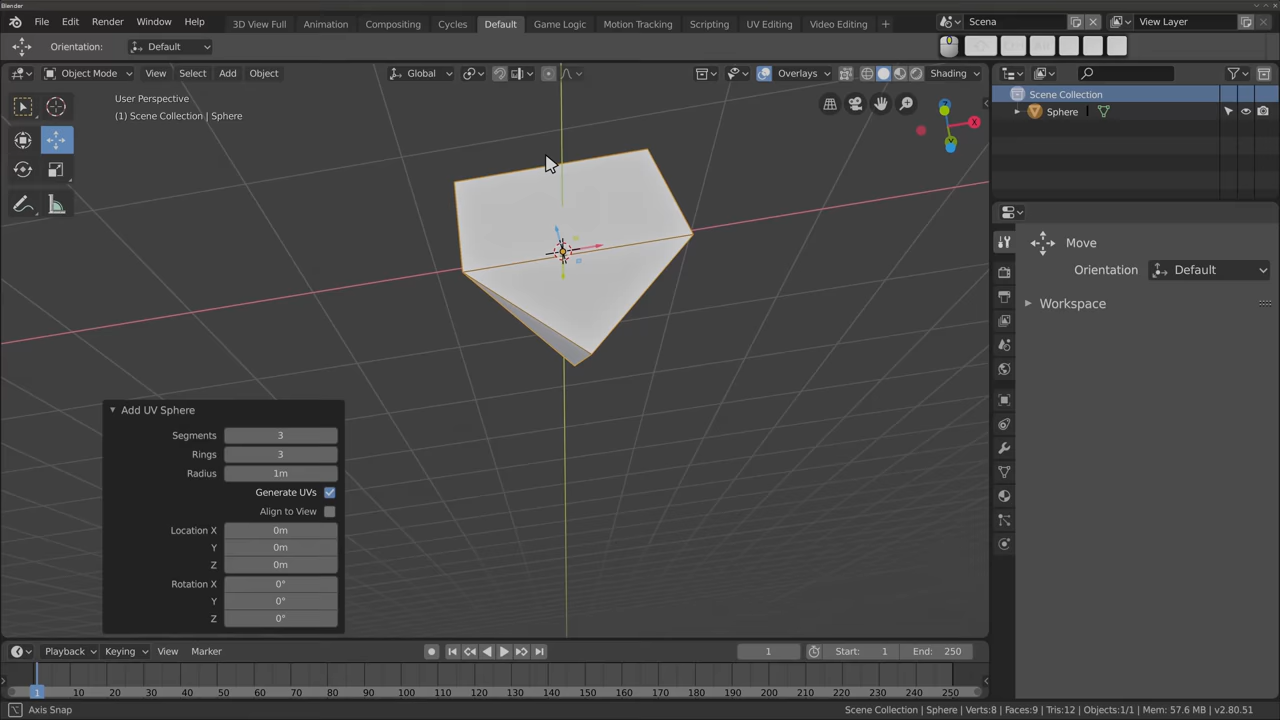 Blender
File Edit Render Window Help
3D View Full Animation Compositing Cycles Default Game Logic Motion Tracking Scripting UV Editing Video Editing +
Scena View Layer
Orientation: Default
Object Mode View Select Add Object Global Overlays Shading
User Perspective
(1) Scene Collection | Sphere
X
Y
Scene Collection
Sphere
Move
Orientation Default
Workspace
Add UV Sphere
Segments 3
Rings 3
Radius 1m
Generate UVs
Align to View
Location X 0m
Y 0m
Z 0m
Rotation X 0°
Y 0°
Z 0°
Playback Keying View Marker 1 Start: 1 End: 250
1 10 20 30 40 50 60 70 80 90 100 110 120 130 140 150 160 170 180 190 200 210 220 230 240 250
Axis Snap
Scene Collection | Sphere | Verts:8 | Faces:9 | Tris:12 | Objects:1/1 | Mem: 57.6 MB | v2.80.51